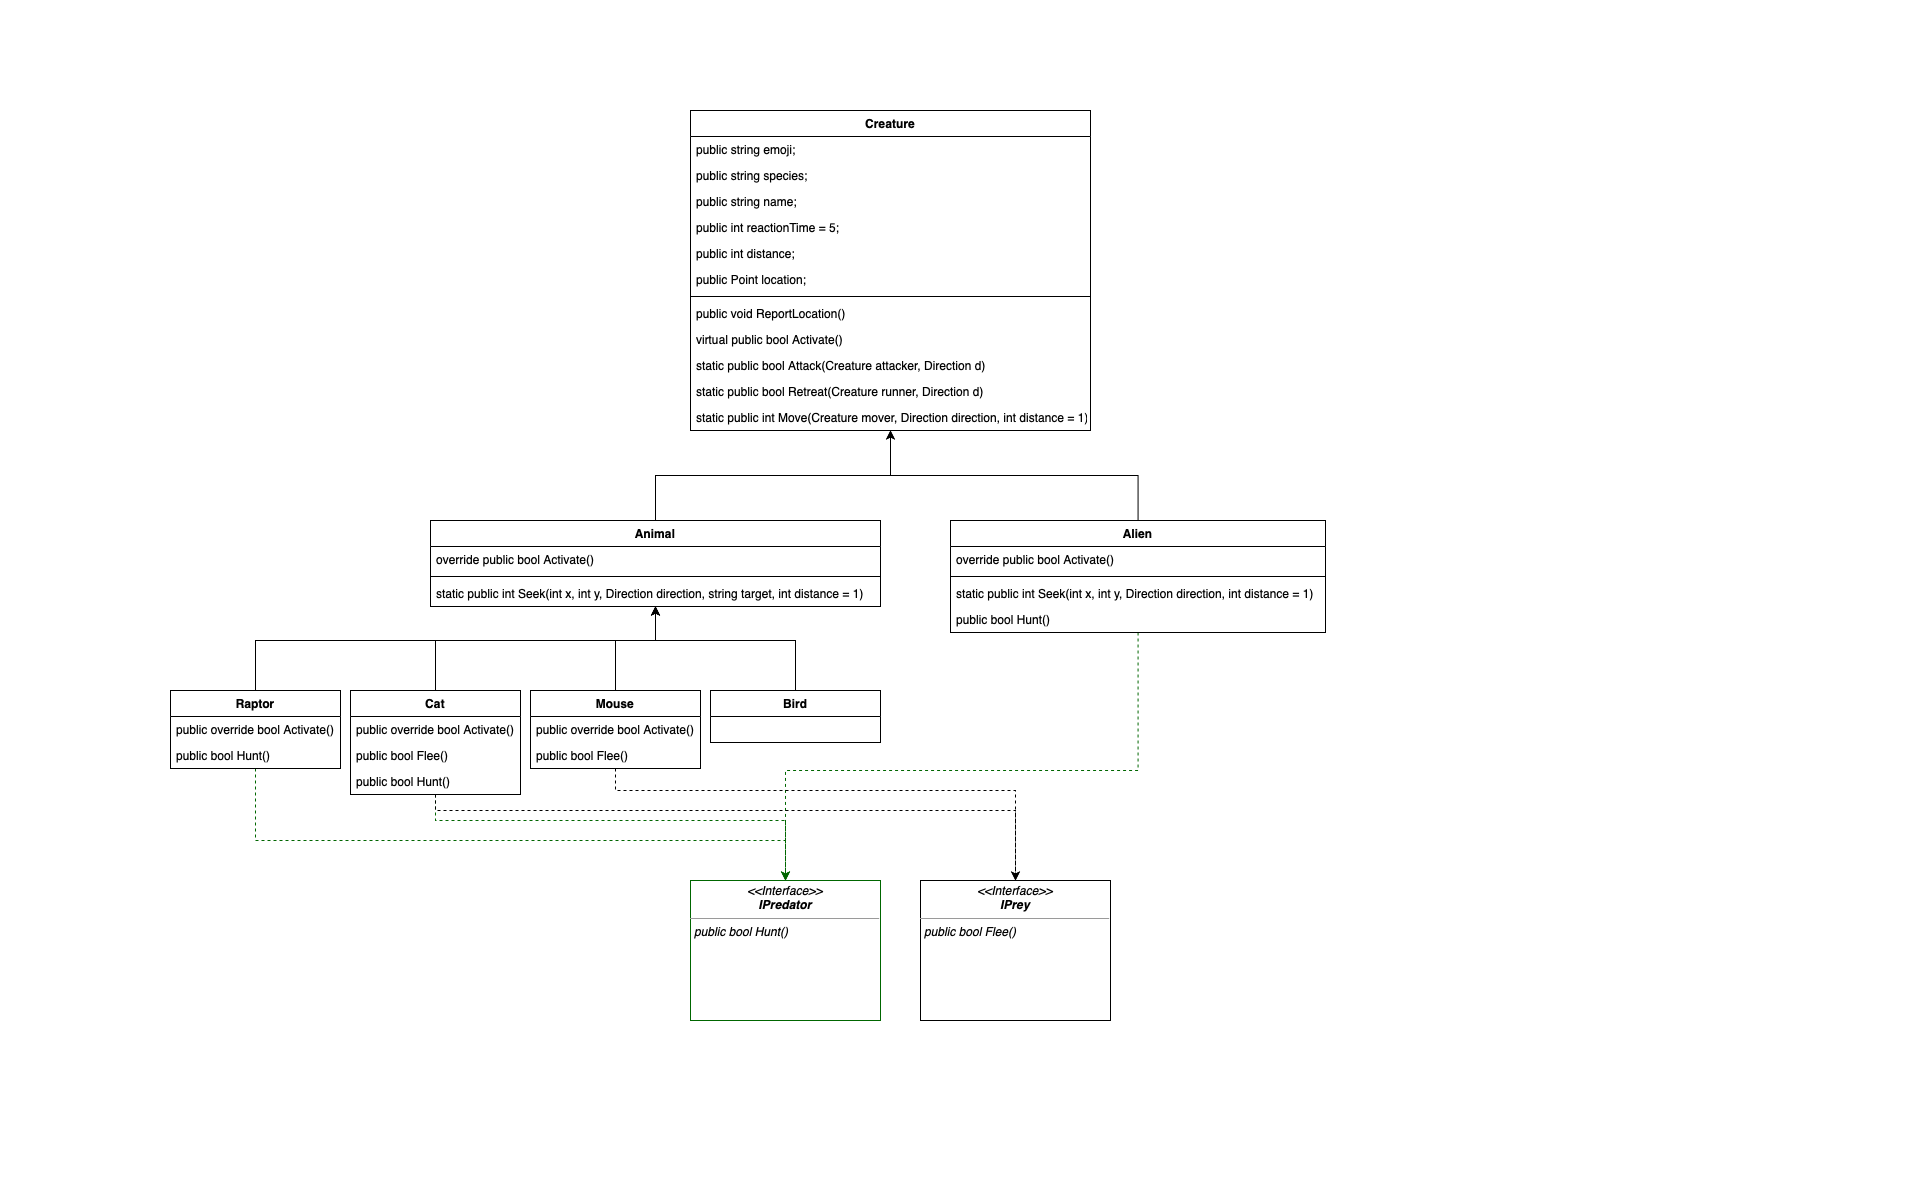 Creature
public string emoji;
public string species;
public string name;
public int reactionTime = 5;
public int distance;
public Point location;
public void ReportLocation()
virtual public bool Activate()
static public bool Attack(Creature attacker, Direction d)
static public bool Retreat(Creature runner, Direction d)
static public int Move(Creature mover, Direction direction, int distance = 1)
Animal
override public bool Activate()
static public int Seek(int x, int y, Direction direction, string target, int distance = 1)
Alien
override public bool Activate()
static public int Seek(int x, int y, Direction direction, int distance = 1)
public bool Hunt()
Raptor
public override bool Activate()
public bool Hunt()
Cat
public override bool Activate()
public bool Flee()
public bool Hunt()
Mouse
public override bool Activate()
public bool Flee()
Bird
<<Interface>>
IPredator
public bool Hunt()
<<Interface>>
IPrey
public bool Flee()